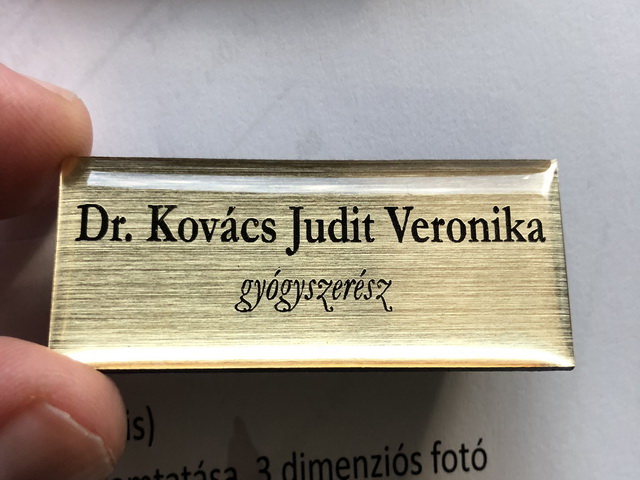 Dr. Kovács Judit Veronika
gyógyszerész
is)
3 dimenziós fotó